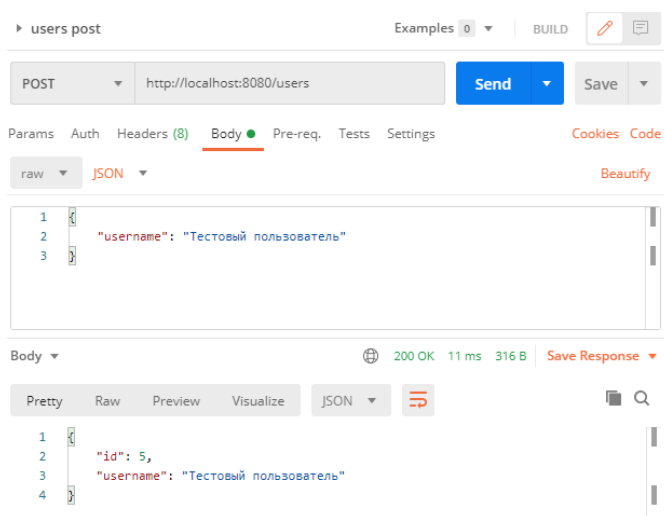 users post Examples 0 BUILD
POST http://localhost:8080/users Send Save
Params Auth Headers (8) Body Pre-req. Tests Settings Cookies Code
raw JSON Beautify
1 {
2 "username": "Тестовый пользователь"
3 }
Body 200 OK 11 ms 316 B Save Response
Pretty Raw Preview Visualize JSON
1 {
2 "id": 5,
3 "username": "Тестовый пользователь"
4 }